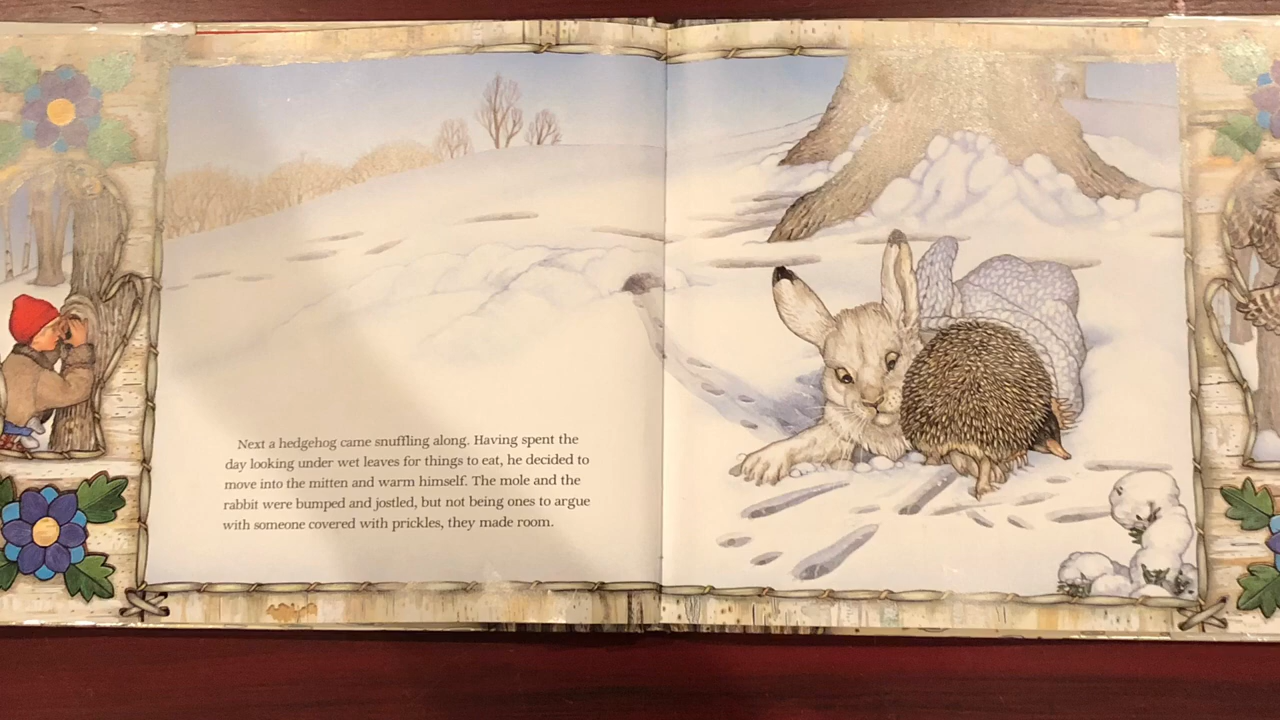 Next a hedgehog came snuffling along. Having spent the
day looking under wet leaves for things to eat, he decided to
move into the mitten and warm himself. The mole and the
rabbit were bumped and jostled, but not being ones to argue
with someone covered with prickles, they made room.